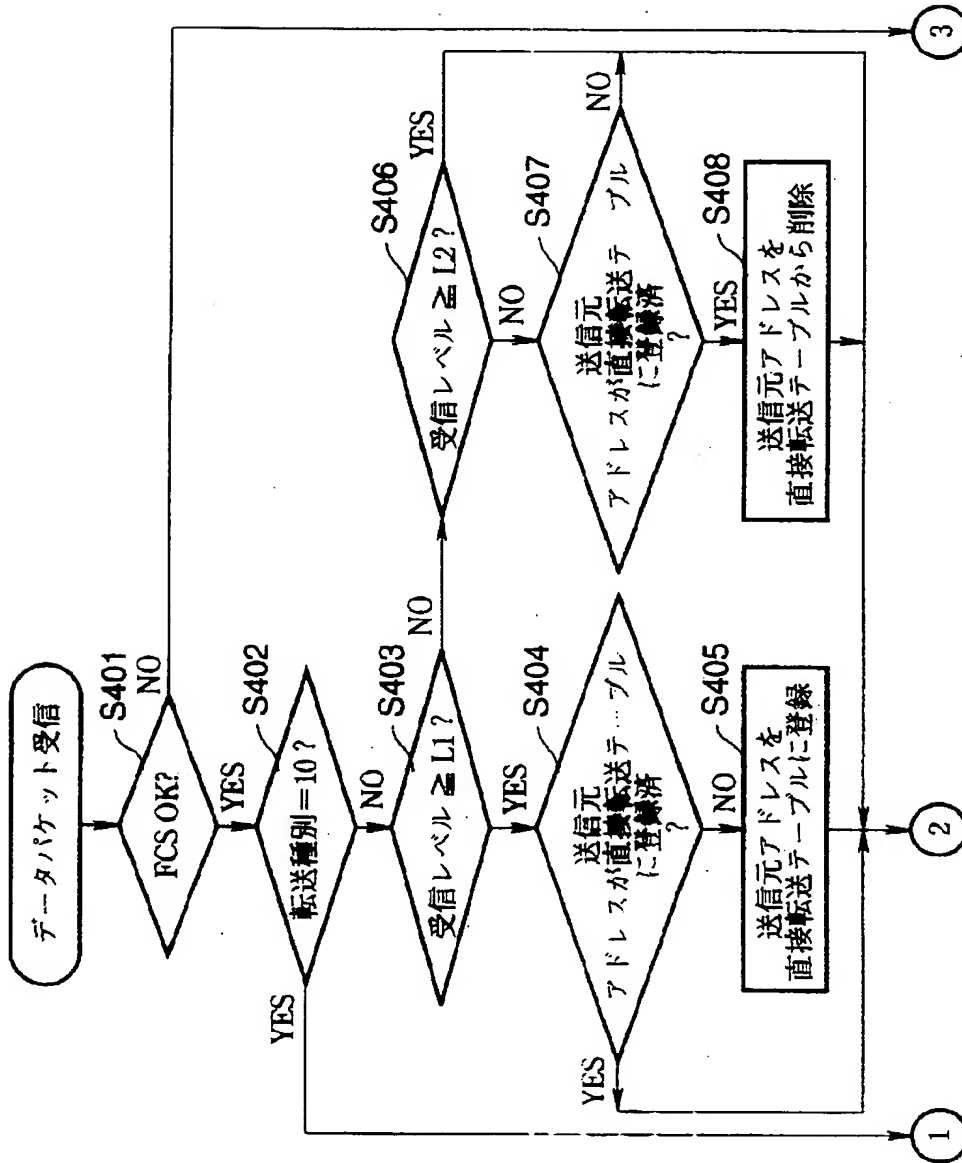 データパケット受信
S401
FCS OK?
NO
YES
S402
転送種別=10?
YES
NO
S403
受信レベル≧L1?
NO
YES
S406
受信レベル≧L2?
YES
NO
S404
送信元
アドレスが直接転送テ…ブル
に登録済
?
YES
NO
S407
送信元
アドレスが直接転送テ ブル
に登録済
?
NO
YES
S405
送信元アドレスを
直接転送テーブルに登録
S408
送信元アドレスを
直接転送テーブルから削除
1
2
3